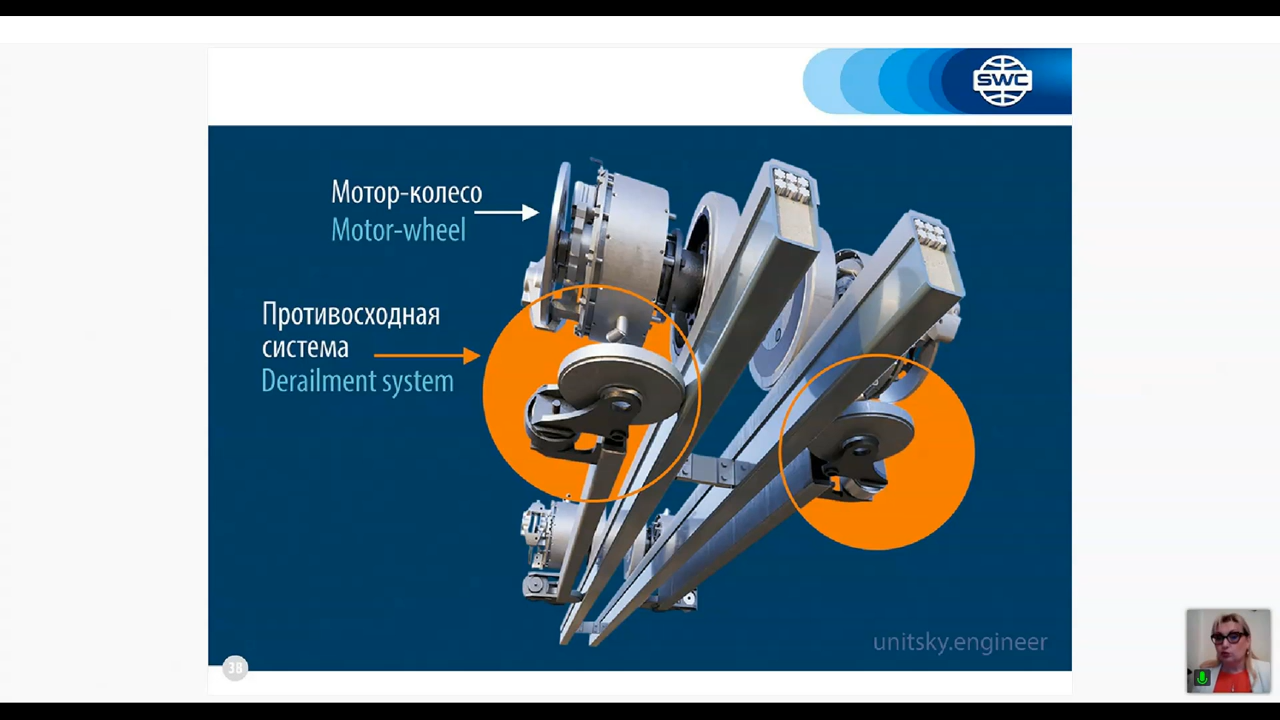 SWC
Мотор-колесо
Motor-wheel
Противосходная
система
Derailment system
unitsky.engineer
38